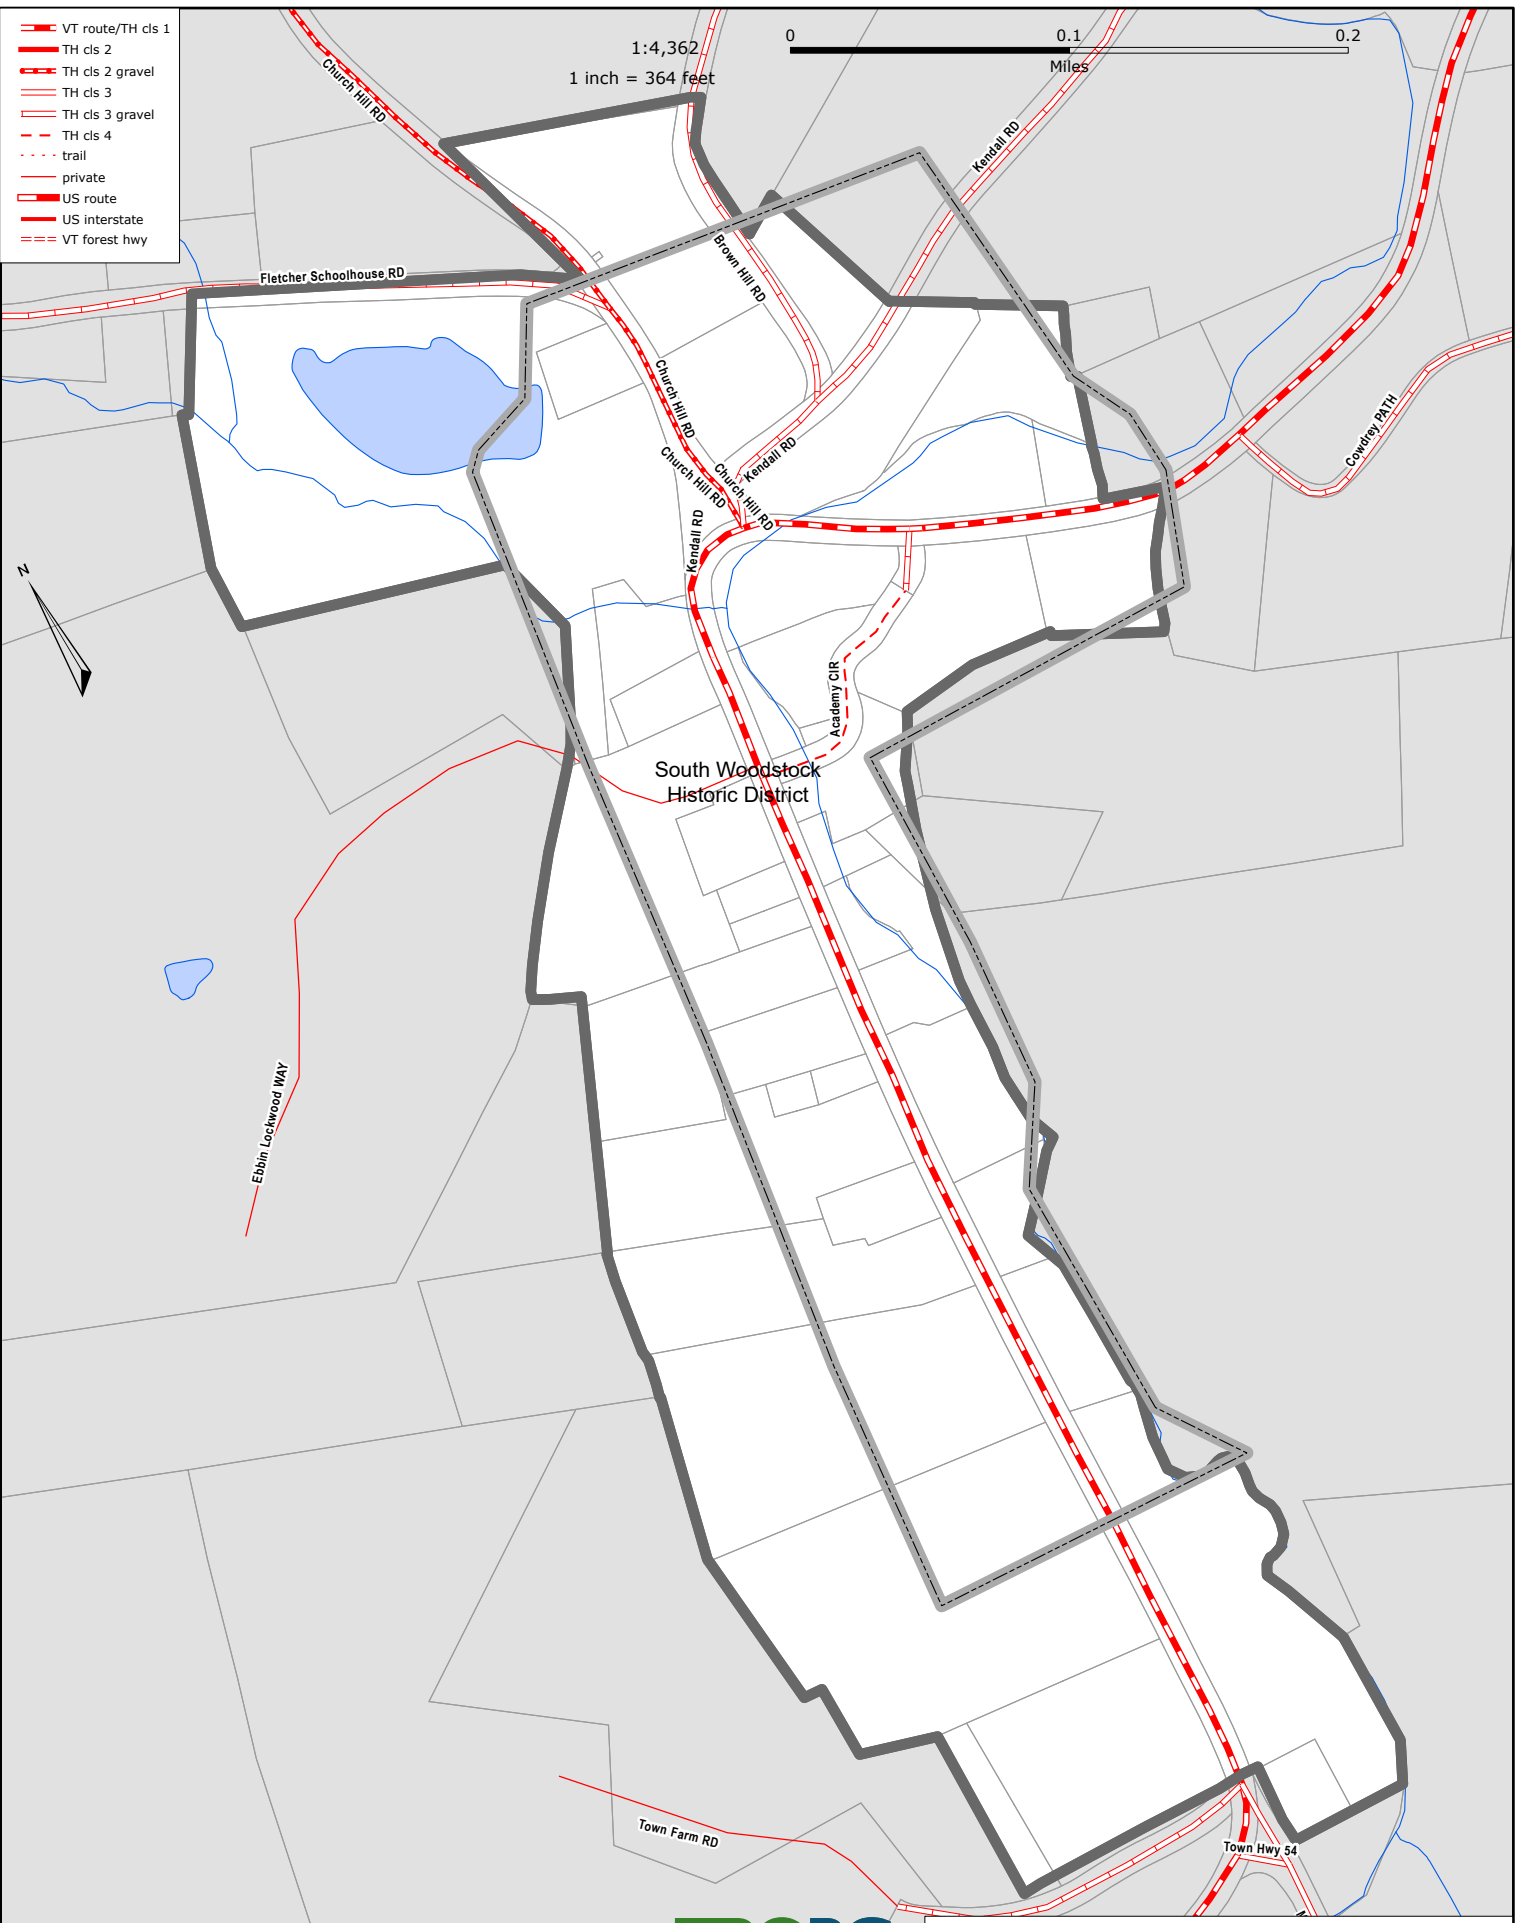 VT route/TH cls 1
TH cls 2
TH cls 2 gravel
TH cls 3
TH cls 3 gravel
TH cls 4
trail
private
US route
US interstate
VT forest hwy
1:4,362
1 inch = 364 feet
0
0.1
0.2
Miles
Church Hill RD
Kendall RD
Fletcher Schoolhouse RD
Brown Hill RD
Church Hill RD
Cowdrey PATH
Kendall RD
Church Hill RD
Church Hill RD
Kendall RD
N
Academy CIR
South Woodstock
Historic District
Ebbin Lockwood WAY
Town Farm RD
Town Hwy 54